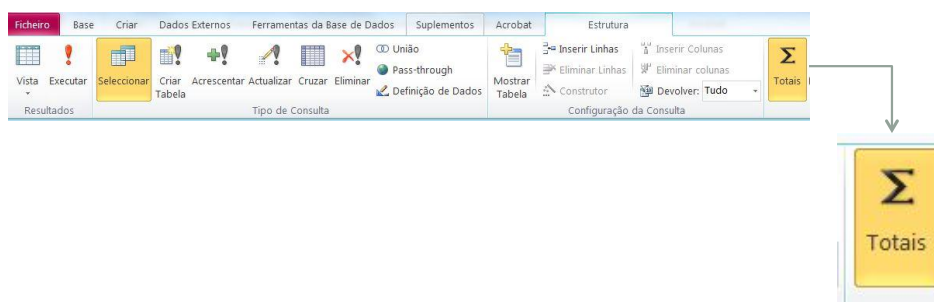 Ficheiro Base Criar Dados Externos Ferramentas da Base de Dados Suplementos Acrobat Estrutura
União Inserir Linhas Inserir Colunas
Pass-through Eliminar Linhas Eliminar colunas
Vista Executar Seleccionar Criar Tabela Acrescentar Actualizar Cruzar Eliminar Mostrar Tabela Totais
Definição de Dados Construtor Devolver: Tudo
Resultados Tipo de Consulta Configuração da Consulta
Σ
Totais